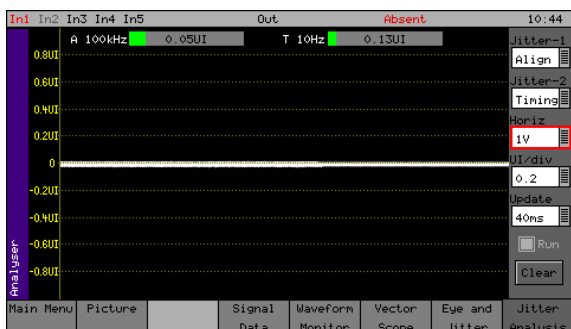 In1 In2 In3 In4 In5 Out Absent 10:44
A 100kHz 0.05UI T 10Hz 0.13UI
Jitter-1
Align
Jitter-2
Timing
Horiz
1V
UI/div
0.2
Update
40ms
Run
Clear
0.8UI
0.6UI
0.4UI
0.2UI
0
-0.2UI
-0.4UI
-0.6UI
-0.8UI
Analyser
Main Menu Picture Signal Waveform Vector Eye and Jitter
Data Monitor Scope Jitter Analysis